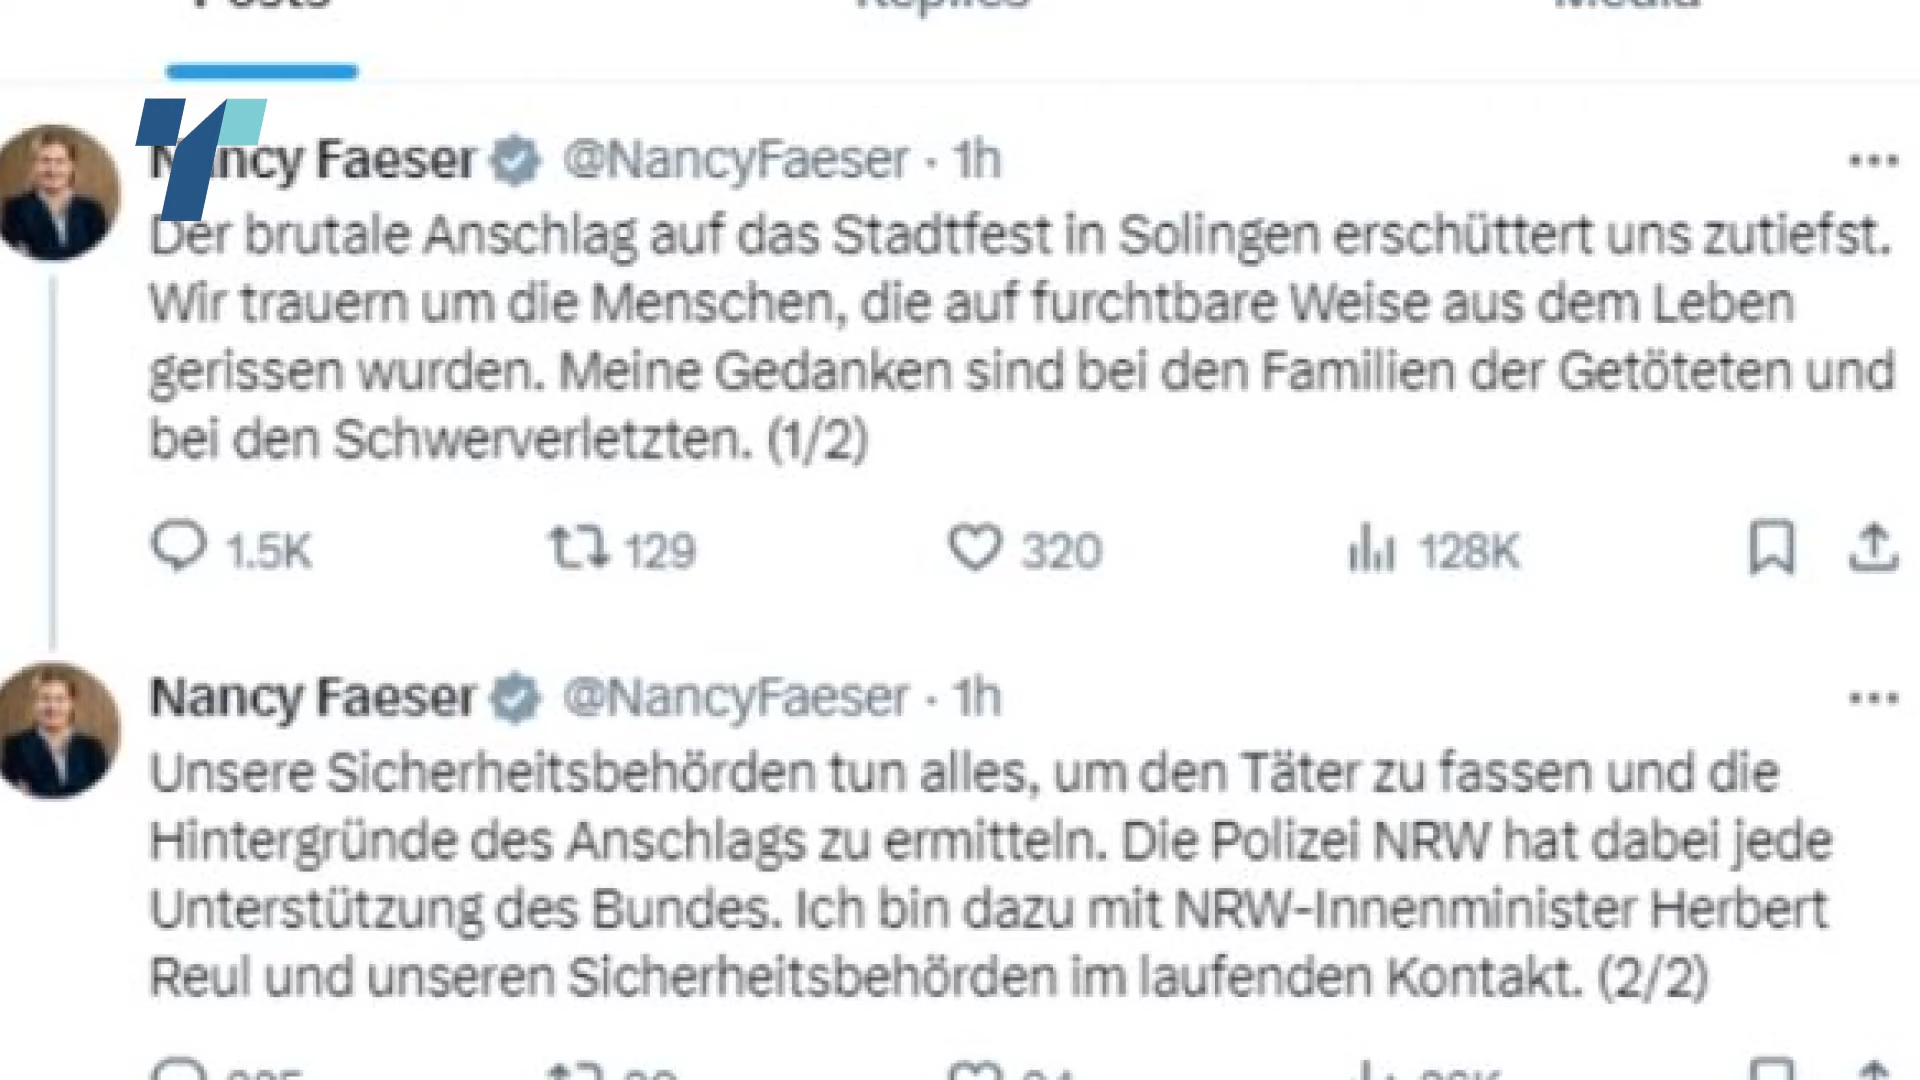 Posts Replies Media
Nancy Faeser @NancyFaeser · 1h
Der brutale Anschlag auf das Stadtfest in Solingen erschüttert uns zutiefst.
Wir trauern um die Menschen, die auf furchtbare Weise aus dem Leben
gerissen wurden. Meine Gedanken sind bei den Familien der Getöteten und
bei den Schwerverletzten. (1/2)
1.5K 129 320 128K
Nancy Faeser @NancyFaeser · 1h
Unsere Sicherheitsbehörden tun alles, um den Täter zu fassen und die
Hintergründe des Anschlags zu ermitteln. Die Polizei NRW hat dabei jede
Unterstützung des Bundes. Ich bin dazu mit NRW-Innenminister Herbert
Reul und unseren Sicherheitsbehörden im laufenden Kontakt. (2/2)